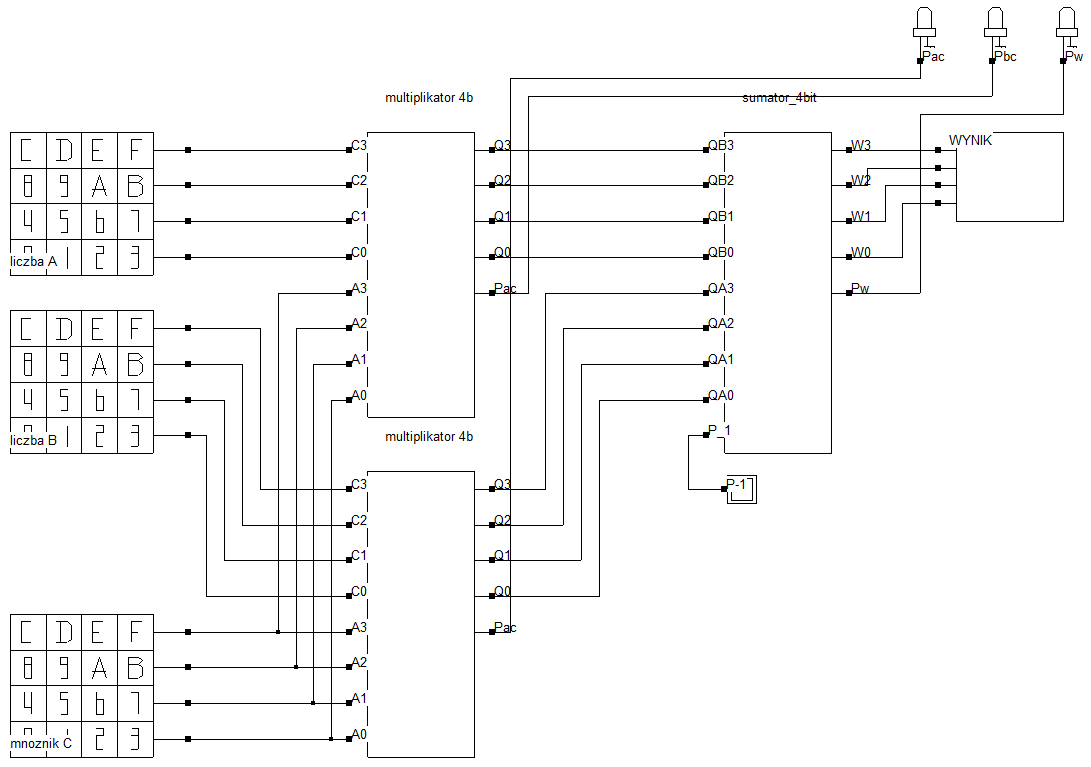 Pac
Pbc
Pw
multiplikator 4b
sumator_4bit
C D E F
8 9 A B
4 5 6 7
1 2 3
liczba A
C3
C2
C1
C0
A3
A2
A1
A0
Q3
Q2
Q1
Q0
Pac
QB3
QB2
QB1
QB0
QA3
QA2
QA1
QA0
P_1
W3
W2
W1
W0
Pw
WYNIK
P-1
C D E F
8 9 A B
4 5 6 7
1 2 3
liczba B
multiplikator 4b
C3
C2
C1
C0
A3
A2
A1
A0
Q3
Q2
Q1
Q0
Pac
C D E F
8 9 A B
4 5 6 7
2 3
mnoznik C